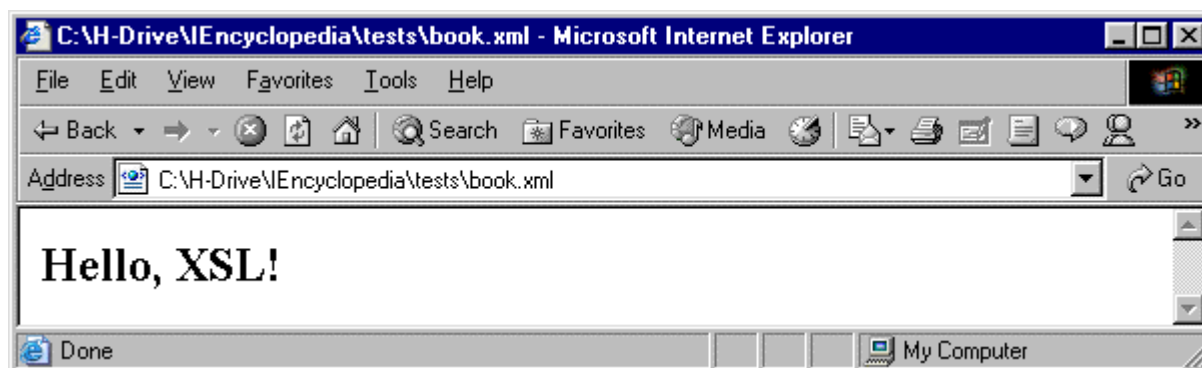 C:\H-Drive\IEncyclopedia\tests\book.xml - Microsoft Internet Explorer
File Edit View Favorites Tools Help
Back Search Favorites Media »
Address C:\H-Drive\IEncyclopedia\tests\book.xml Go
Hello, XSL!
Done My Computer